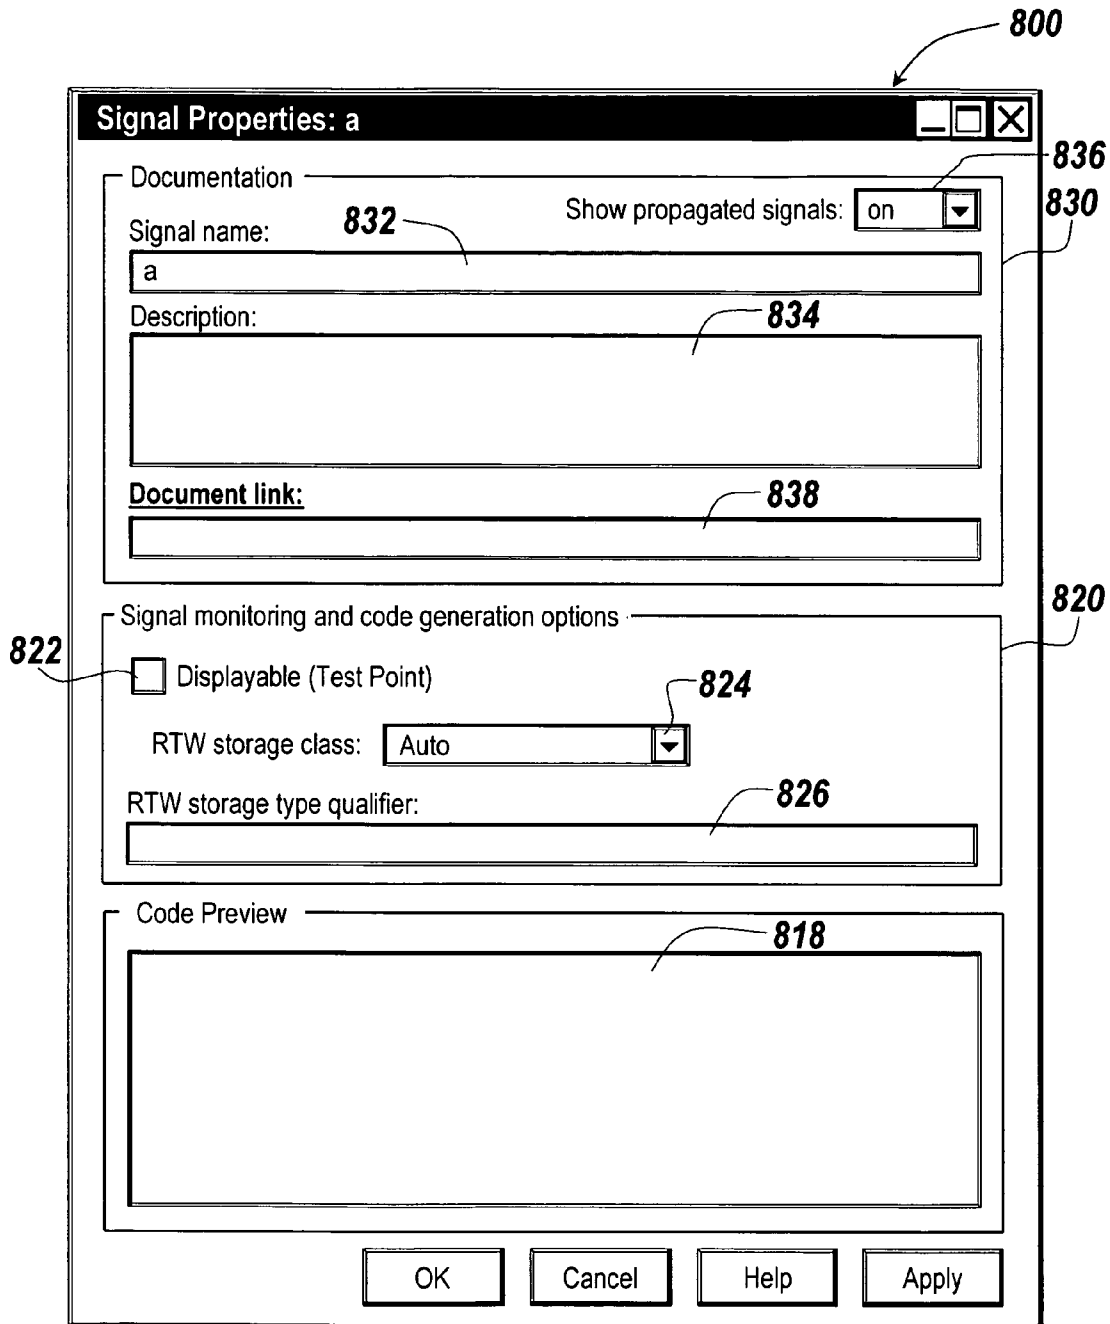 800
Signal Properties: a
836
Documentation
830
Show propagated signals: on
832
Signal name:
a
Description:
834
Document link:
838
820
Signal monitoring and code generation options
822
Displayable (Test Point)
824
RTW storage class: Auto
826
RTW storage type qualifier:
Code Preview
818
OK Cancel Help Apply